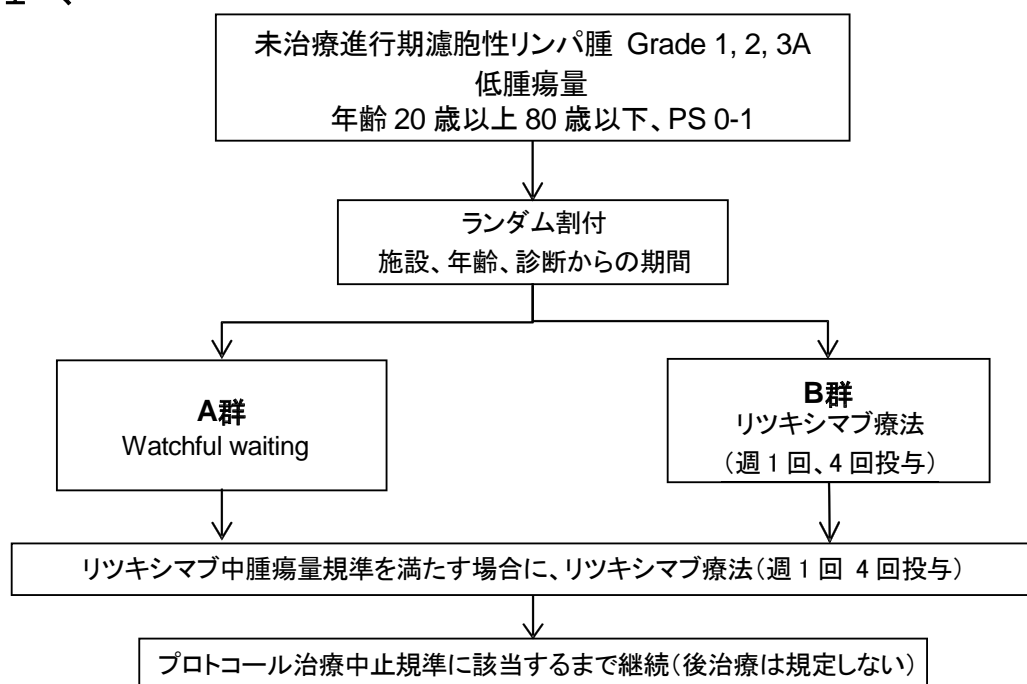 未治療進行期濾胞性リンパ腫 Grade 1, 2, 3A
低腫瘍量
年齢 20 歳以上 80 歳以下、PS 0-1
ランダム割付
施設、年齢、診断からの期間
A群
Watchful waiting
B群
リツキシマブ療法
（週 1 回、4 回投与）
リツキシマブ中腫瘍量規準を満たす場合に、リツキシマブ療法（週 1 回 4 回投与）
プロトコール治療中止規準に該当するまで継続（後治療は規定しない）